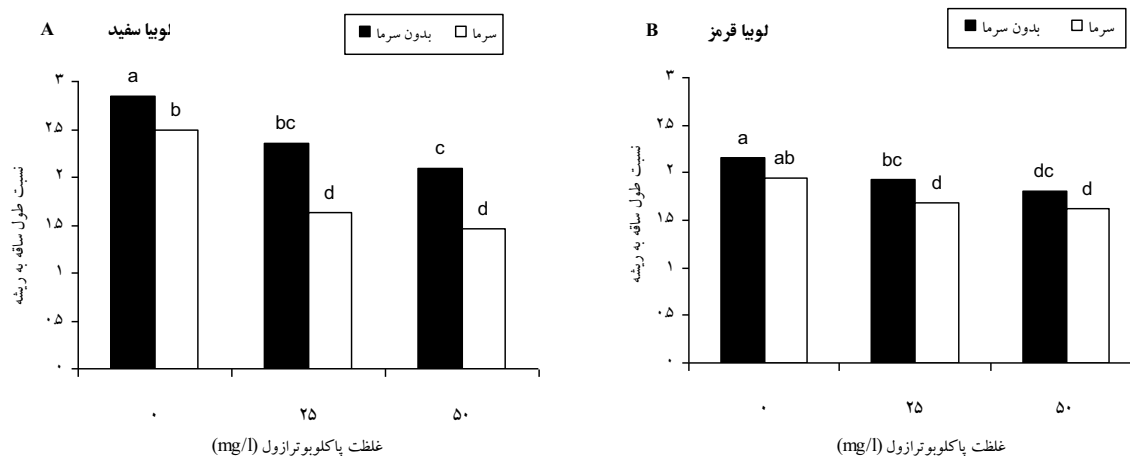 A
لوبیا سفید
بدون سرما
سرما
نسبت طول ساقه به ریشه
۳
۲.۵
۲
۱.۵
۱
۰.۵
۰
a
b
bc
d
c
d
۰
۲۵
۵۰
غلظت پاکلوبوترازول (mg/l)
B
لوبیا قرمز
بدون سرما
سرما
نسبت طول ساقه به ریشه
۳
۲.۵
۲
۱.۵
۱
۰.۵
۰
a
ab
bc
d
dc
d
۰
۲۵
۵۰
غلظت پاکلوبوترازول (mg/l)